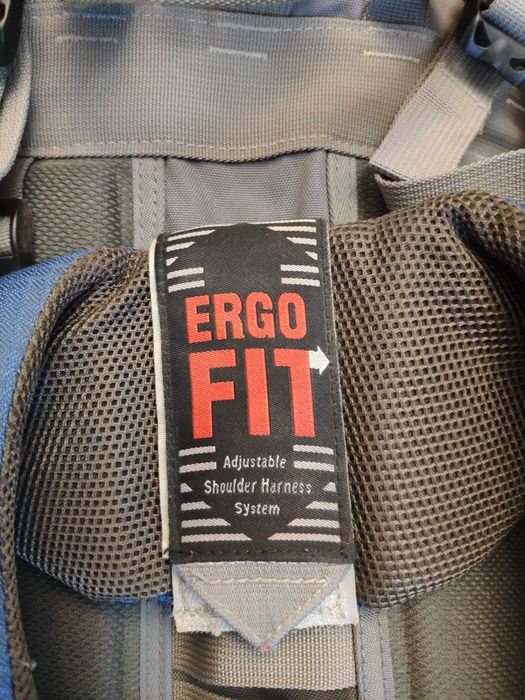 ERGO
FIT
Adjustable
Shoulder Harness
System